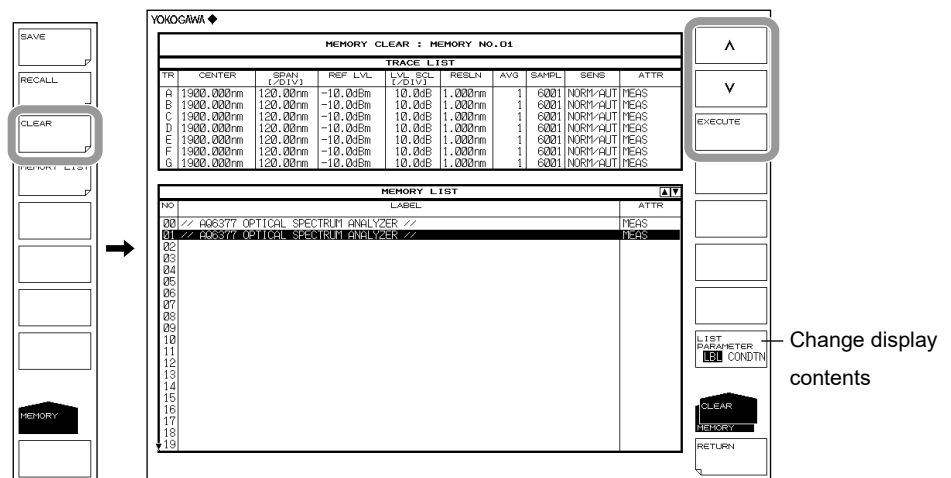 SAVE
RECALL
CLEAR
MEMORY LIST
MEMORY
YOKOGAWA
MEMORY CLEAR : MEMORY NO.01
TRACE LIST
TR CENTER SPAN [/DIV] REF LVL LVL SCL [/DIV] RESLN AVG SAMPL SENS ATTR
A 1900.000nm 120.00nm -10.0dBm 10.0dB 1.000nm 1 6001 NORM/AUT MEAS
B 1900.000nm 120.00nm -10.0dBm 10.0dB 1.000nm 1 6001 NORM/AUT MEAS
C 1900.000nm 120.00nm -10.0dBm 10.0dB 1.000nm 1 6001 NORM/AUT MEAS
D 1900.000nm 120.00nm -10.0dBm 10.0dB 1.000nm 1 6001 NORM/AUT MEAS
E 1900.000nm 120.00nm -10.0dBm 10.0dB 1.000nm 1 6001 NORM/AUT MEAS
F 1900.000nm 120.00nm -10.0dBm 10.0dB 1.000nm 1 6001 NORM/AUT MEAS
G 1900.000nm 120.00nm -10.0dBm 10.0dB 1.000nm 1 6001 NORM/AUT MEAS
MEMORY LIST
NO LABEL ATTR
00 // AQ6377 OPTICAL SPECTRUM ANALYZER // MEAS
01 // AQ6377 OPTICAL SPECTRUM ANALYZER // MEAS
02
03
04
05
06
07
08
09
10
11
12
13
14
15
16
17
18
19
EXECUTE
LIST
PARAMETER
LBL CONDTN
CLEAR
MEMORY
RETURN
Change display
contents